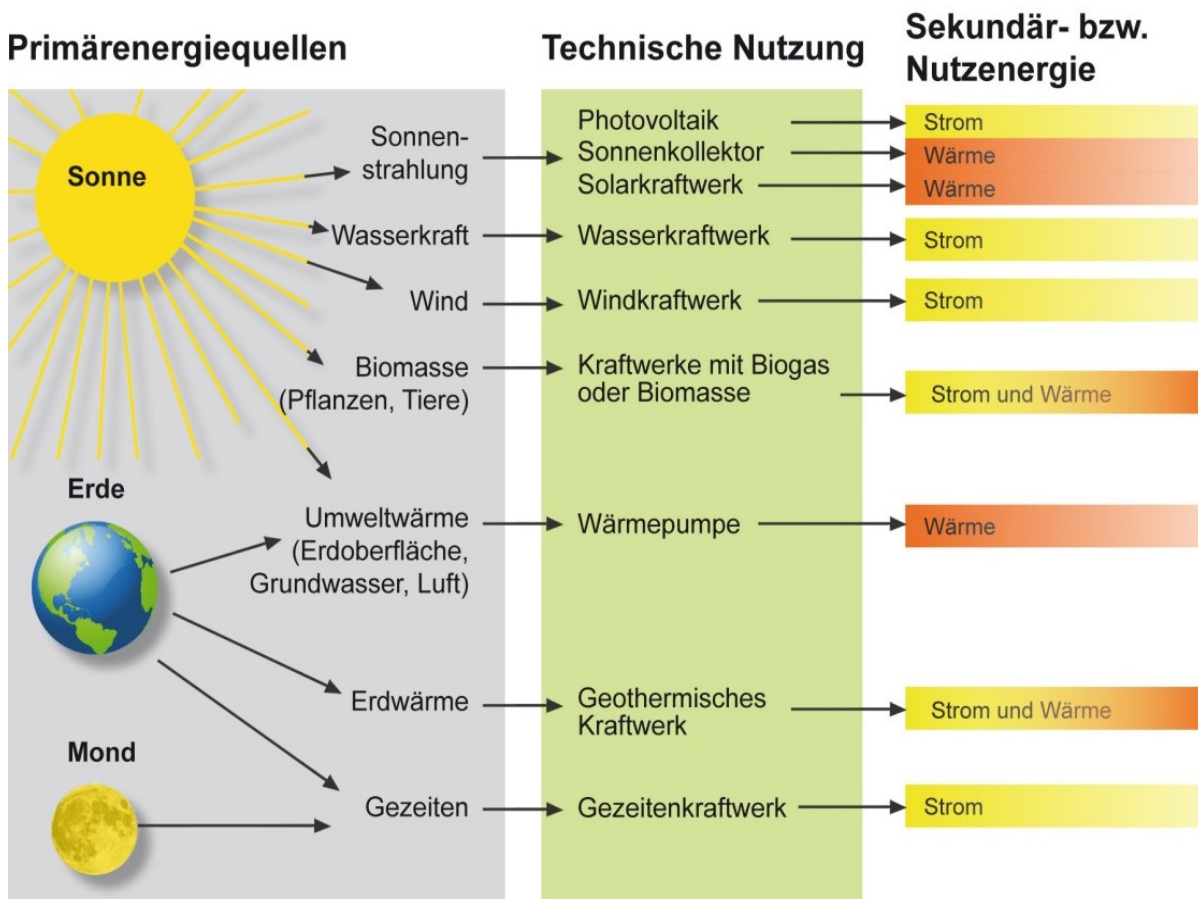 Primärenergiequellen
Technische Nutzung
Sekundär- bzw.
Nutzenergie
Sonne
Sonnen-
strahlung
Photovoltaik
Sonnenkollektor
Solarkraftwerk
Strom
Wärme
Wärme
Wasserkraft
Wasserkraftwerk
Strom
Wind
Windkraftwerk
Strom
Biomasse
(Pflanzen, Tiere)
Kraftwerke mit Biogas
oder Biomasse
Strom und Wärme
Erde
Umweltwärme
(Erdoberfläche,
Grundwasser, Luft)
Wärmepumpe
Wärme
Erdwärme
Geothermisches
Kraftwerk
Strom und Wärme
Mond
Gezeiten
Gezeitenkraftwerk
Strom